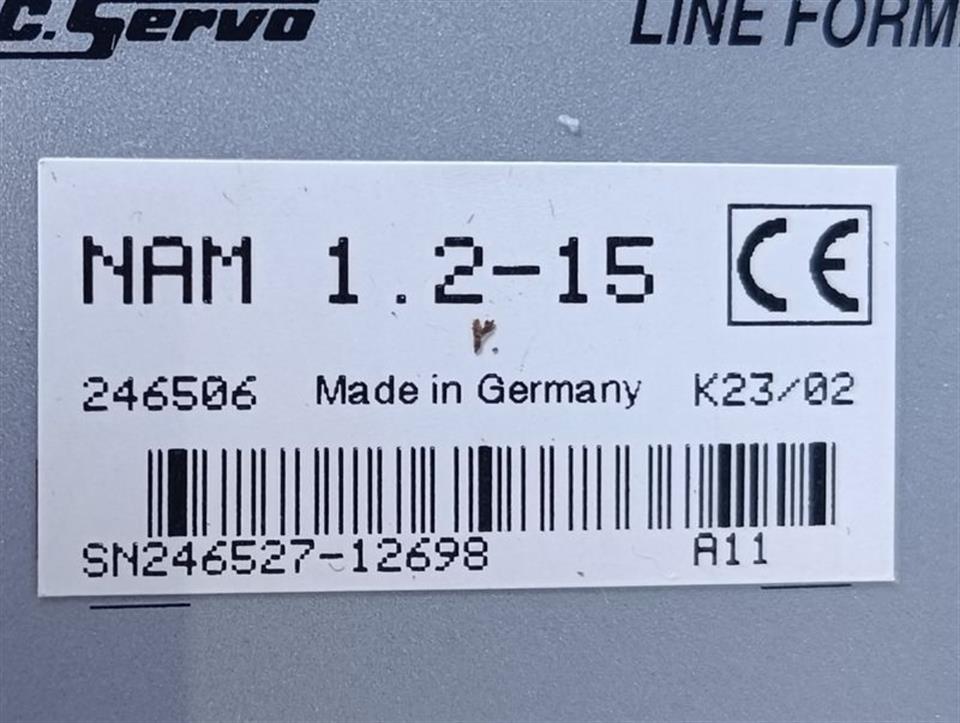 C. Servo LINE FORM
NAM 1.2-15 CE
246506 Made in Germany K23/02
SN246527-12698 A11